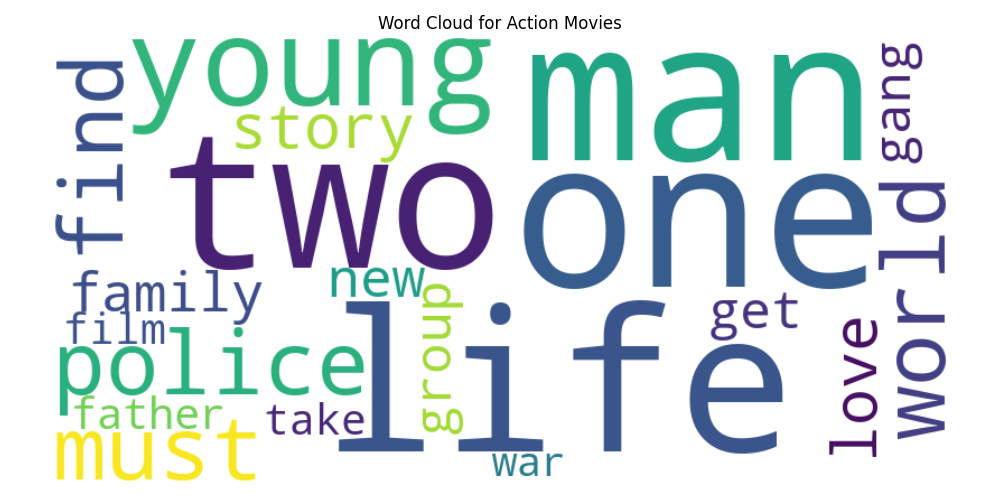 Word Cloud for Action Movies
young
man
gang
find
story
two
one
world
family
new
film
group
get
life
police
love
father
take
must
war